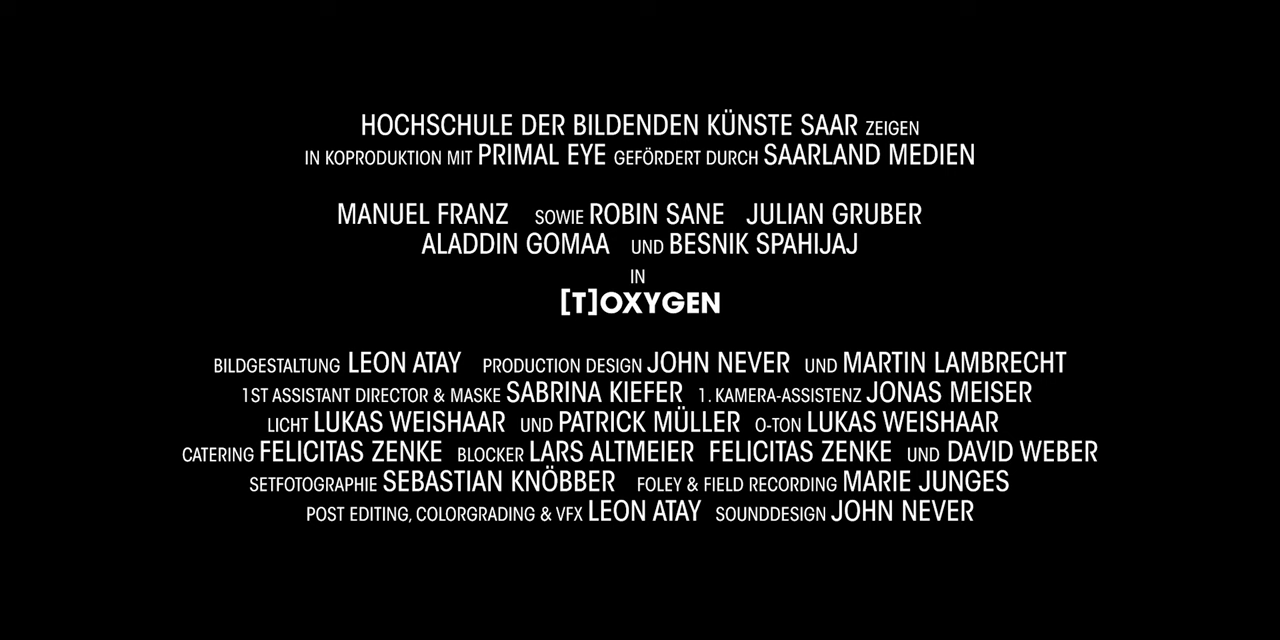 HOCHSCHULE DER BILDENDEN KÜNSTE SAAR ZEIGEN
IN KOPRODUKTION MIT PRIMAL EYE GEFÖRDERT DURCH SAARLAND MEDIEN
MANUEL FRANZ SOWIE ROBIN SANE JULIAN GRUBER
ALADDIN GOMAA UND BESNIK SPAHIJAJ
IN
[T]OXYGEN
BILDGESTALTUNG LEON ATAY PRODUCTION DESIGN JOHN NEVER UND MARTIN LAMBRECHT
1ST ASSISTANT DIRECTOR & MASKE SABRINA KIEFER 1. KAMERA-ASSISTENZ JONAS MEISER
LICHT LUKAS WEISHAAR UND PATRICK MÜLLER O-TON LUKAS WEISHAAR
CATERING FELICITAS ZENKE BLOCKER LARS ALTMEIER FELICITAS ZENKE UND DAVID WEBER
SETFOTOGRAPHIE SEBASTIAN KNÖBBER FOLEY & FIELD RECORDING MARIE JUNGES
POST EDITING, COLORGRADING & VFX LEON ATAY SOUNDDESIGN JOHN NEVER